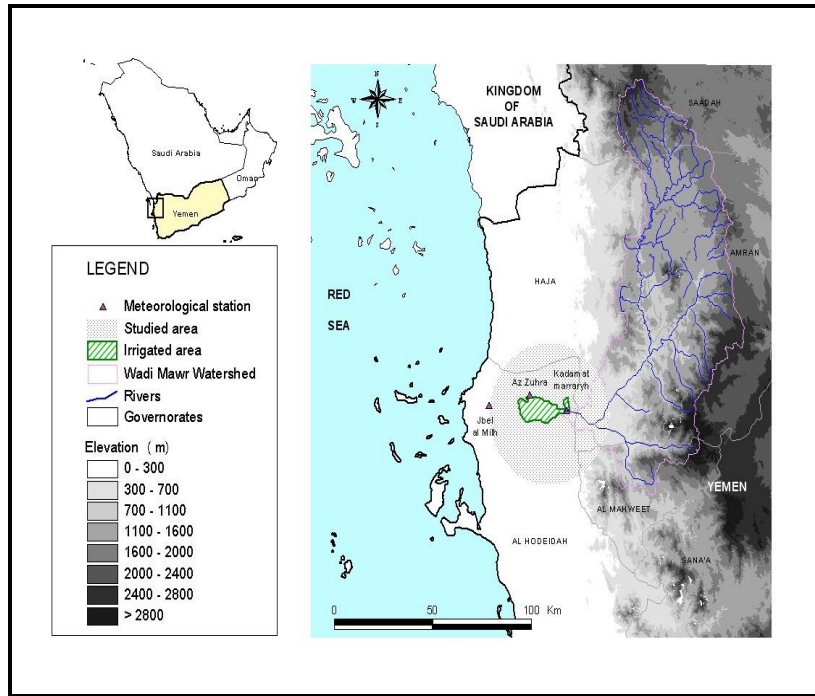 Saudi Arabia
Oman
Yemen
LEGEND
Meteorological station
Studied area
Irrigated area
Wadi Mawr Watershed
Rivers
Governorates
Elevation ( m)
0 - 300
300 - 700
700 - 1100
1100 - 1600
1600 - 2000
2000 - 2400
2400 - 2800
> 2800
N
W
E
S
KINGDOM
OF
SAUDI ARABIA
SAADAH
AMRAN
HAJA
RED
SEA
Az Zuhra
Kadamat
marraryh
Jbel
al Milh
YEMEN
AL MAHWEET
AL HODEIDAH
SANA'A
0 50 100 Km